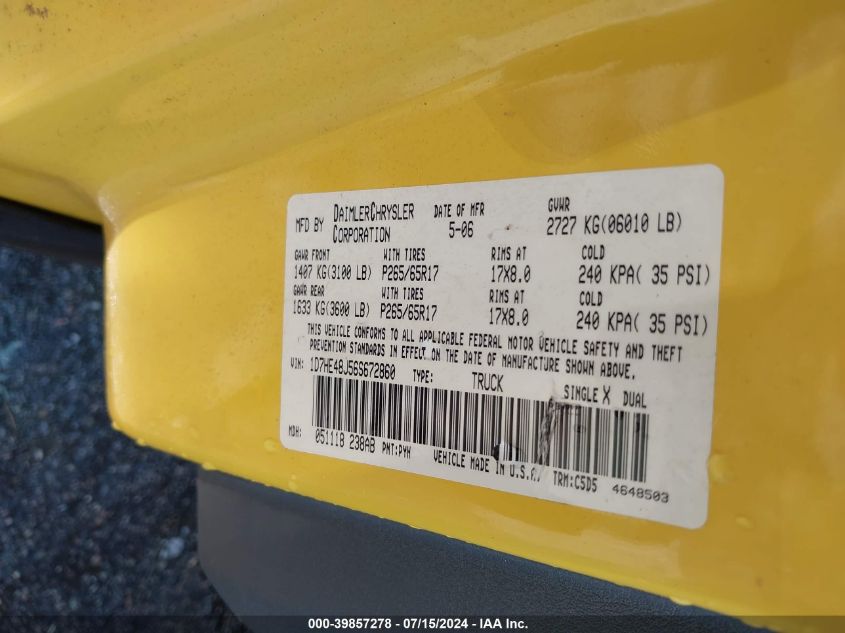 MFD BY DAIMLERCHRYSLER CORPORATION DATE OF MFR 5-06 GVWR 2727 KG(06010 LB)
GAWR FRONT WITH TIRES RIMS AT COLD
1407 KG(3100 LB) P265/65R17 17X8.0 240 KPA( 35 PSI)
GAWR REAR WITH TIRES RIMS AT COLD
1633 KG(3600 LB) P265/65R17 17X8.0 240 KPA( 35 PSI)
THIS VEHICLE CONFORMS TO ALL APPLICABLE FEDERAL MOTOR VEHICLE SAFETY AND THEFT
PREVENTION STANDARDS IN EFFECT ON THE DATE OF MANUFACTURE SHOWN ABOVE.
VIN: 1D7HE48J56S672860 TYPE: TRUCK SINGLE X DUAL
MDH: 051118 238AB PNT:PYH VEHICLE MADE IN U.S.A. TRM:C5D5 4648503
000-39857278 - 07/15/2024 - IAA Inc.